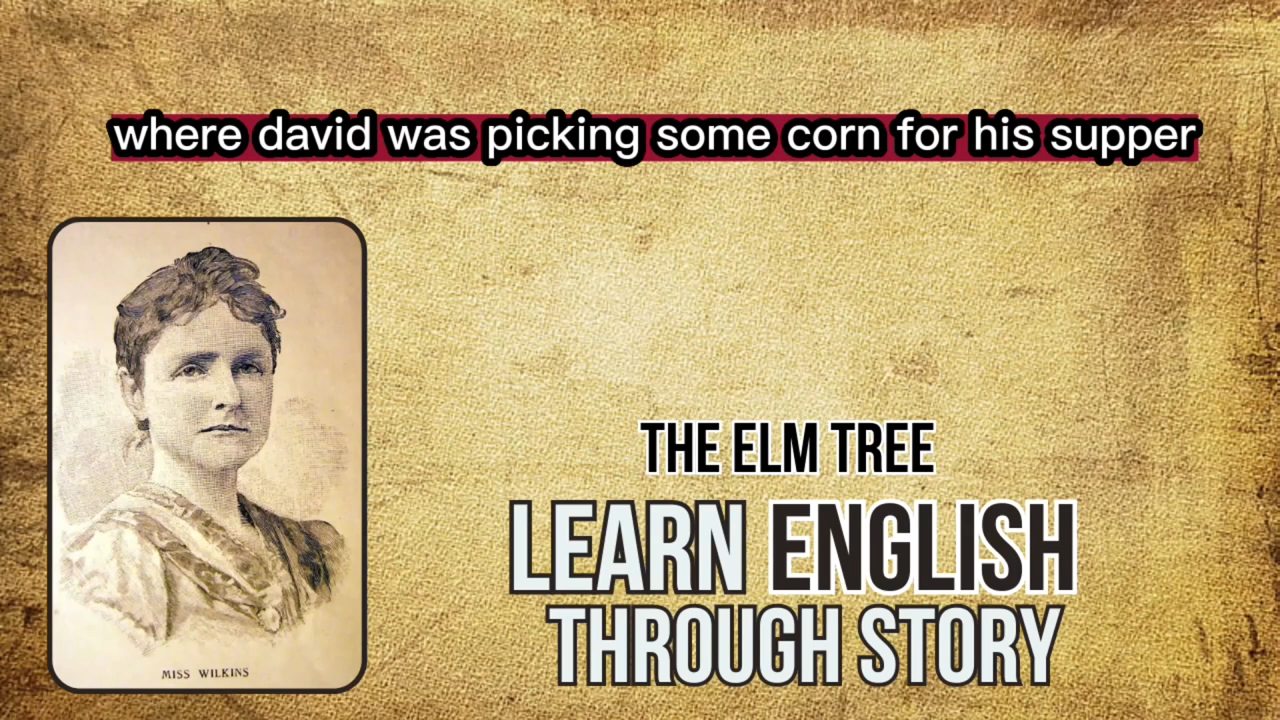 where david was picking some corn for his supper
MISS WILKINS
THE ELM TREE
LEARN ENGLISH
THROUGH STORY